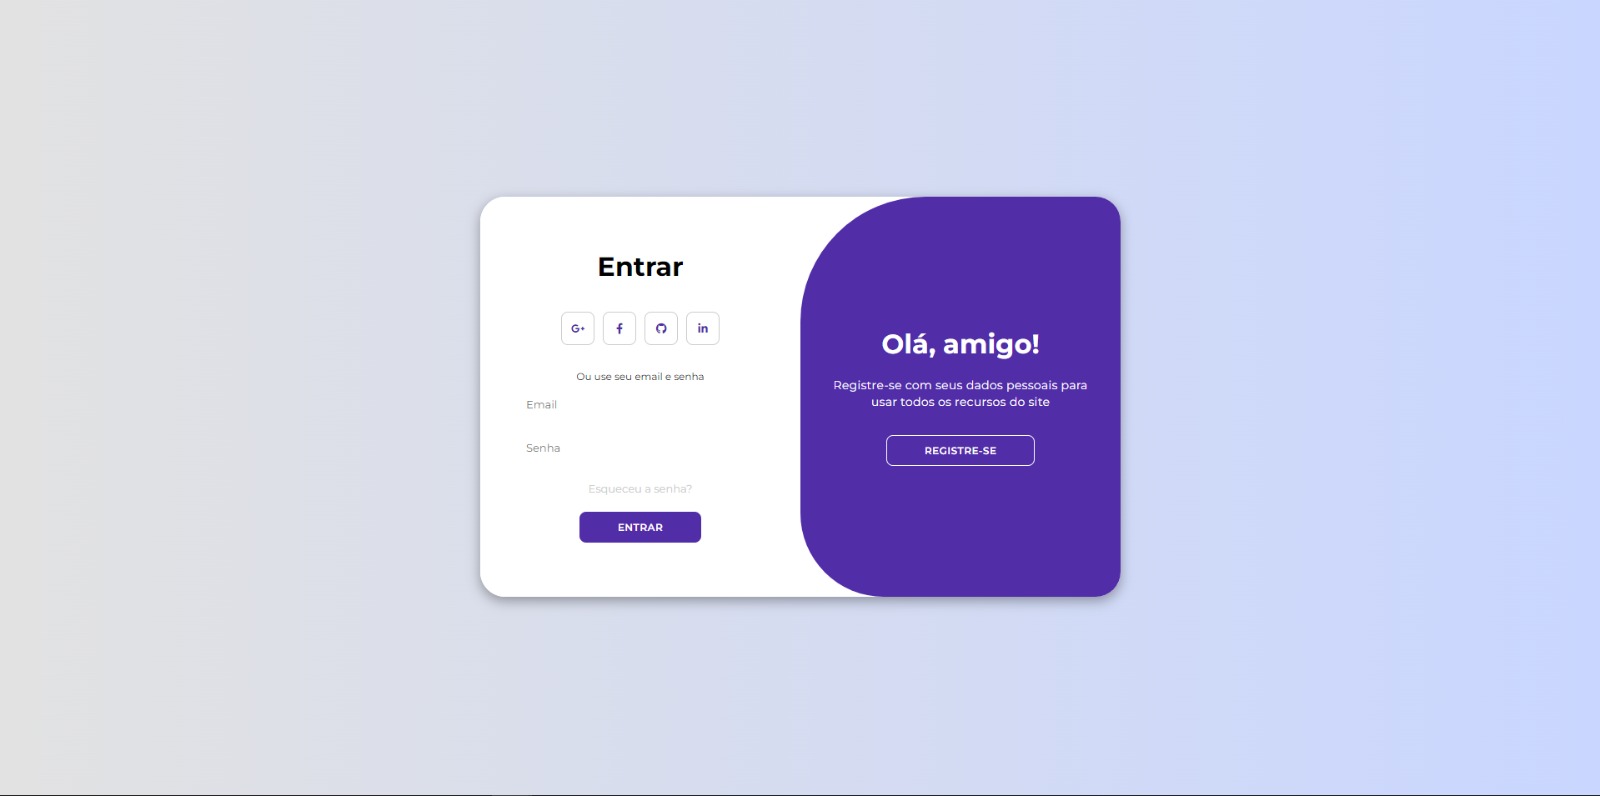 Entrar
G+ f in
Ou use seu email e senha
Email
Senha
Esqueceu a senha?
ENTRAR
Olá, amigo!
Registre-se com seus dados pessoais para
usar todos os recursos do site
REGISTRE-SE